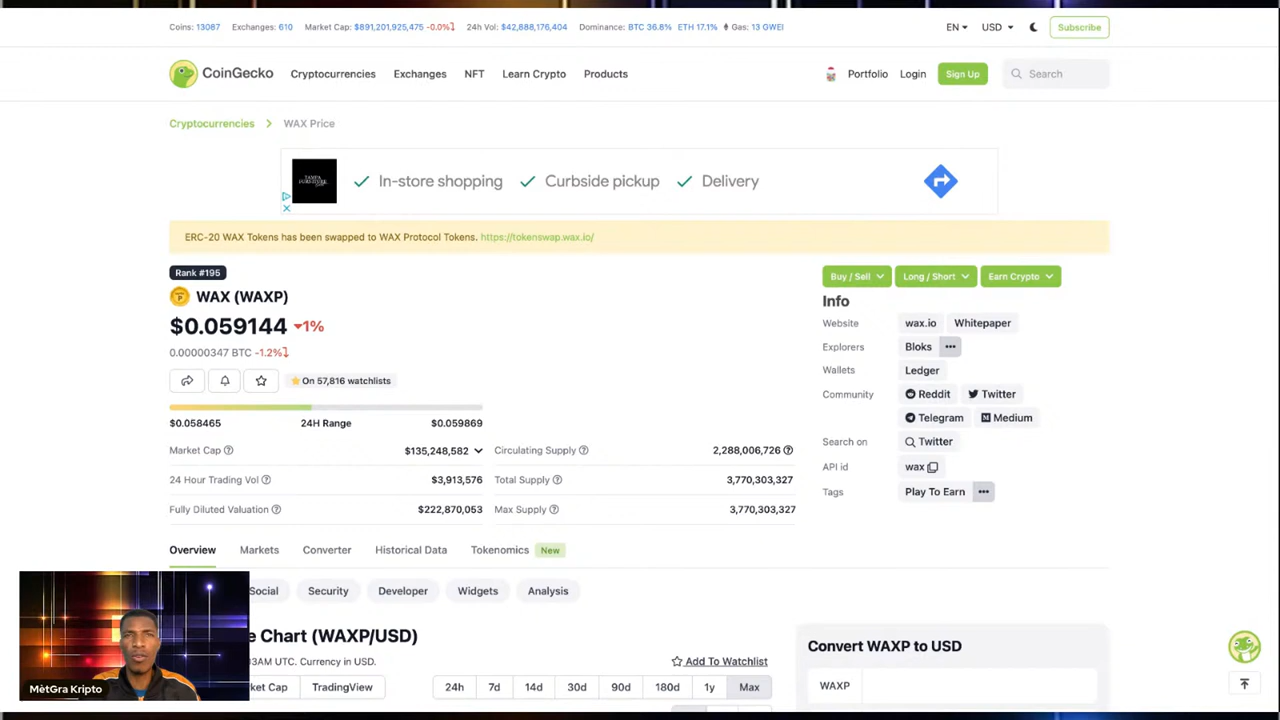 Coins: 13087 Exchanges: 610 Market Cap: $891,201,925,475 -0.0% 24h Vol: $42,888,176,404 Dominance: BTC 36.8% ETH 17.1% Gas: 13 GWEI EN USD Subscribe
CoinGecko Cryptocurrencies Exchanges NFT Learn Crypto Products Portfolio Login Sign Up Search
Cryptocurrencies > WAX Price
In-store shopping Curbside pickup Delivery
ERC-20 WAX Tokens has been swapped to WAX Protocol Tokens. https://tokenswap.wax.io/
Rank #195
WAX (WAXP)
$0.059144 1%
0.00000347 BTC -1.2%
On 57,816 watchlists
$0.058465 24H Range $0.059869
Market Cap $135,248,582
24 Hour Trading Vol $3,913,576
Fully Diluted Valuation $222,870,053
Circulating Supply 2,288,006,726
Total Supply 3,770,303,327
Max Supply 3,770,303,327
Buy / Sell Long / Short Earn Crypto
Info
Website wax.io Whitepaper
Explorers Bloks
Wallets Ledger
Community Reddit Twitter
Telegram Medium
Search on Twitter
API id wax
Tags Play To Earn
Overview Markets Converter Historical Data Tokenomics New
Social Security Developer Widgets Analysis
e Chart (WAXP/USD)
3AM UTC. Currency in USD.
Add To Watchlist
ket Cap TradingView 24h 7d 14d 30d 90d 180d 1y Max
Convert WAXP to USD
WAXP
MètGra Kripto